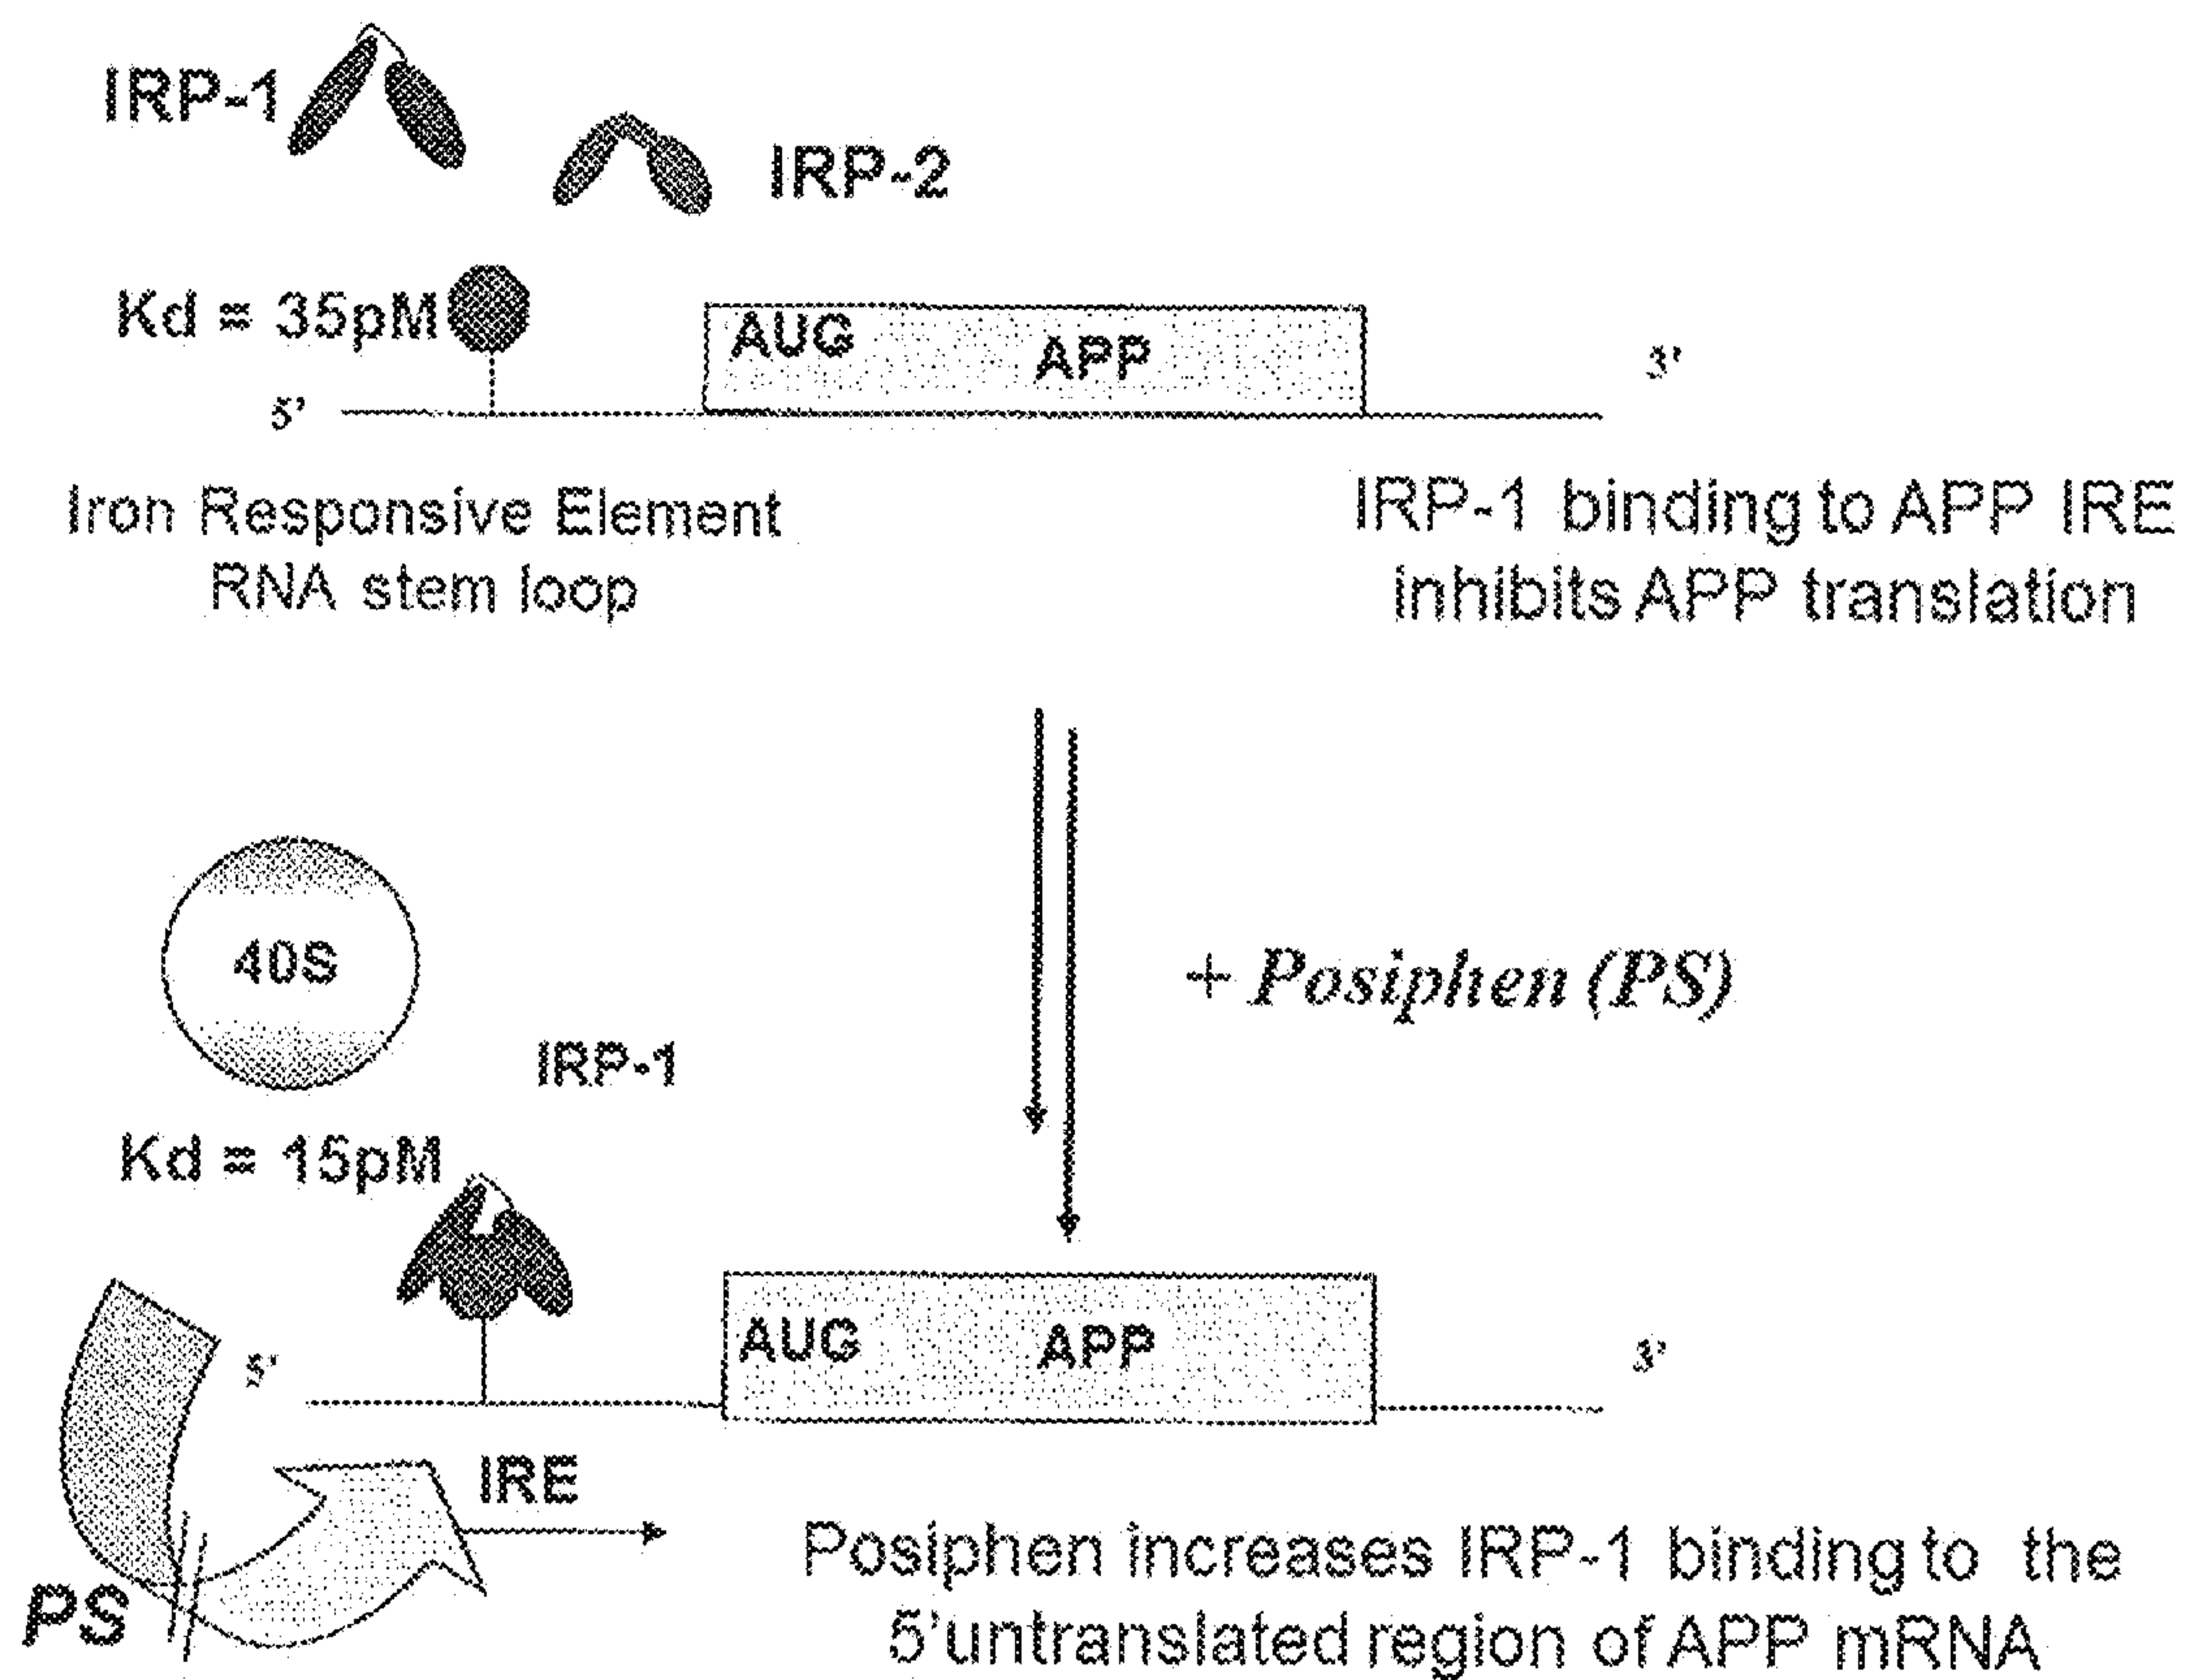 IRP-1
IRP-2
Kd = 35pM
AUG
APP
5'
3'
Iron Responsive Element
RNA stem loop
IRP-1 binding to APP IRE
inhibits APP translation
40S
+ Posiphen (PS)
IRP-1
Kd = 15pM
5'
AUG
APP
3'
IRE
PS
Posiphen increases IRP-1 binding to the
5'untranslated region of APP mRNA